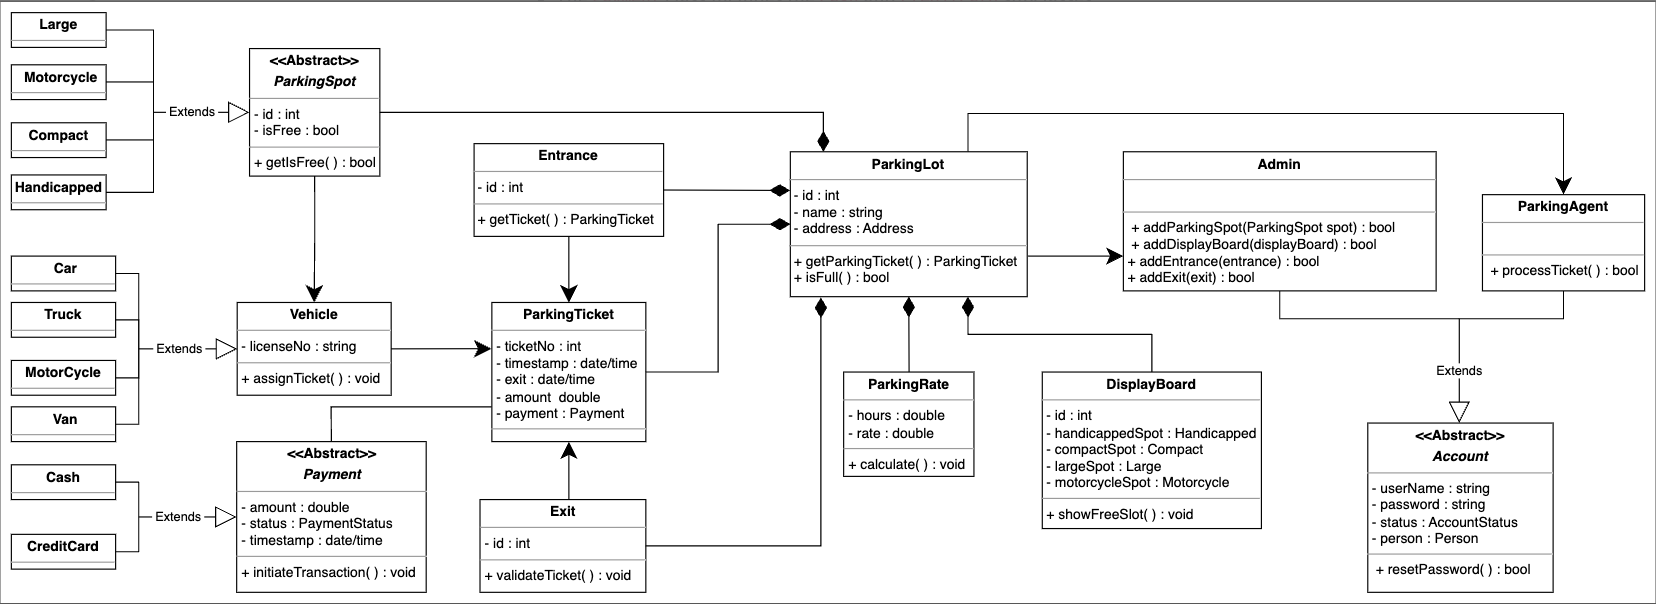 Large
Motorcycle
Compact
Handicapped
Extends
<<Abstract>>
ParkingSpot
- id : int
- isFree : bool
+ getIsFree( ) : bool
Entrance
- id : int
+ getTicket( ) : ParkingTicket
ParkingLot
- id : int
- name : string
- address : Address
+ getParkingTicket( ) : ParkingTicket
+ isFull( ) : bool
Admin
+ addParkingSpot(ParkingSpot spot) : bool
+ addDisplayBoard(displayBoard) : bool
+ addEntrance(entrance) : bool
+ addExit(exit) : bool
ParkingAgent
+ processTicket( ) : bool
Car
Truck
MotorCycle
Van
Extends
Vehicle
- licenseNo : string
+ assignTicket( ) : void
ParkingTicket
- ticketNo : int
- timestamp : date/time
- exit : date/time
- amount  double
- payment : Payment
ParkingRate
- hours : double
- rate : double
+ calculate( ) : void
DisplayBoard
- id : int
- handicappedSpot : Handicapped
- compactSpot : Compact
- largeSpot : Large
- motorcycleSpot : Motorcycle
+ showFreeSlot( ) : void
Extends
<<Abstract>>
Account
- userName : string
- password : string
- status : AccountStatus
- person : Person
+ resetPassword( ) : bool
Cash
CreditCard
Extends
<<Abstract>>
Payment
- amount : double
- status : PaymentStatus
- timestamp : date/time
+ initiateTransaction( ) : void
Exit
- id : int
+ validateTicket( ) : void